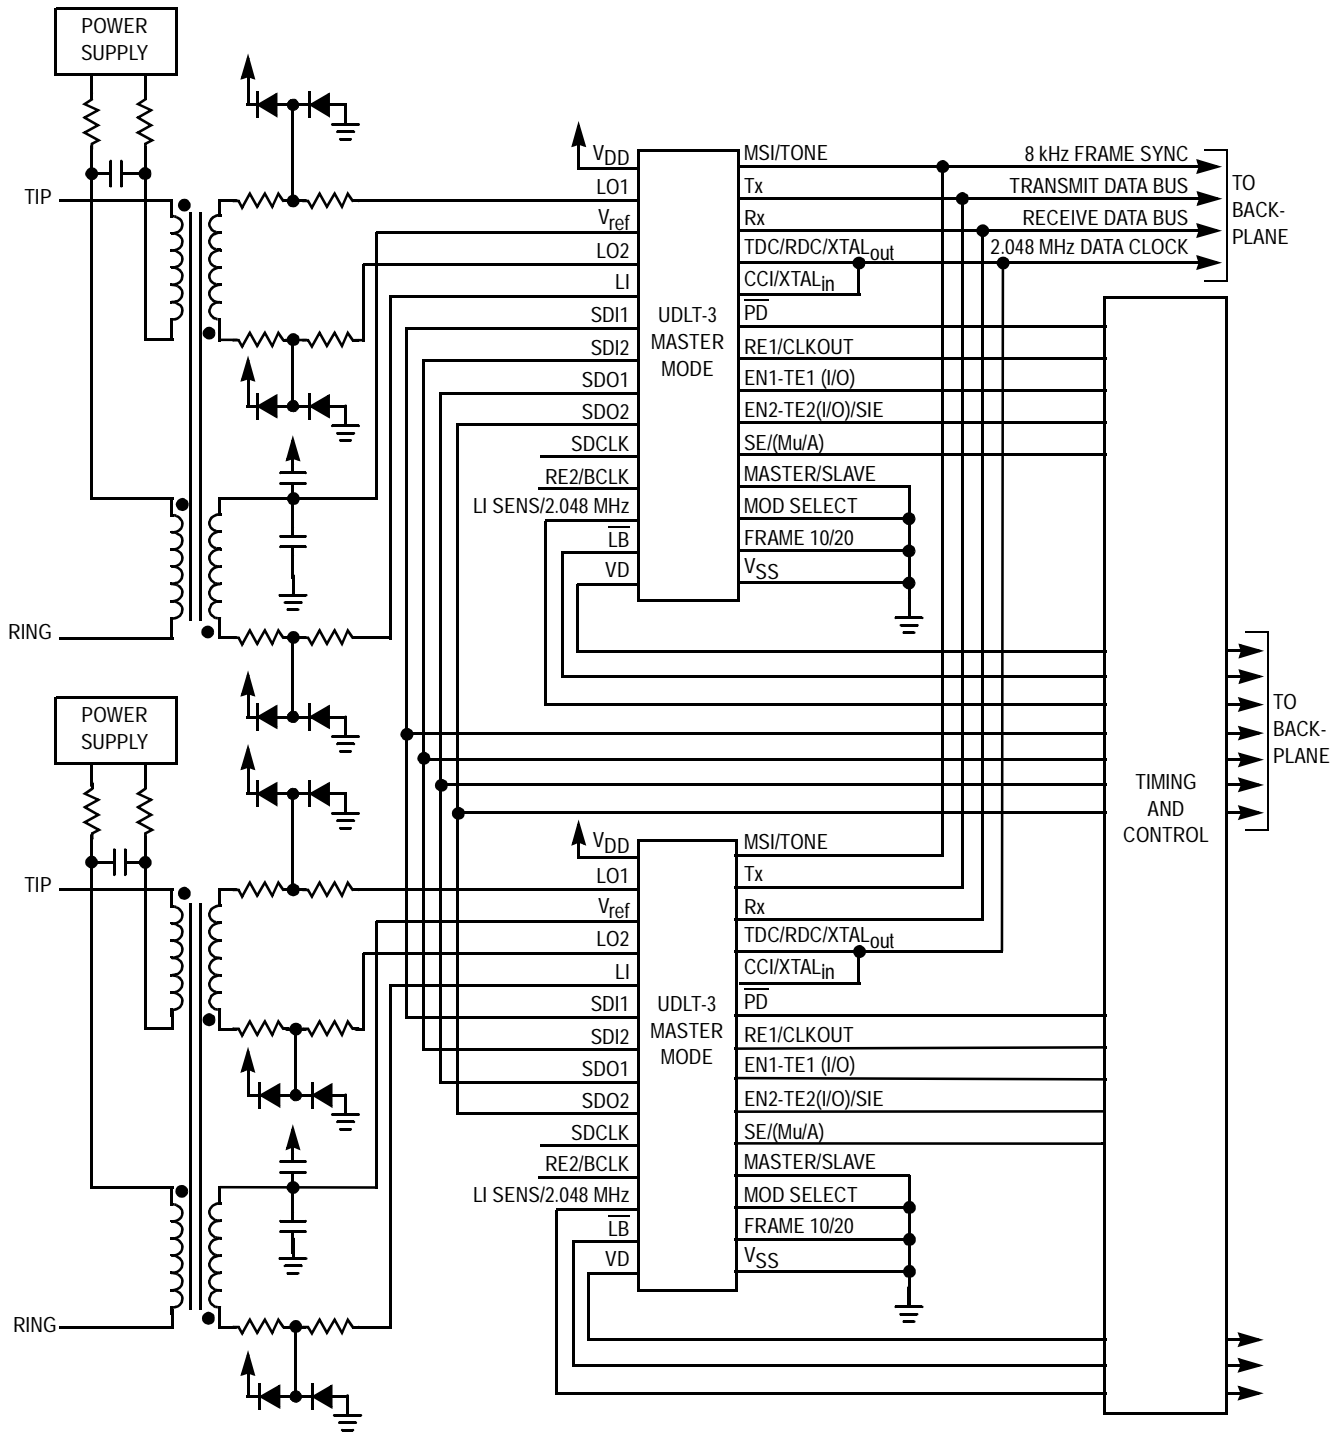 POWER
SUPPLY
TIP
RING
VDD
LO1
Vref
LO2
LI
SDI1
SDI2
SDO1
SDO2
SDCLK
RE2/BCLK
LI SENS/2.048 MHz
LB
VD
UDLT-3
MASTER
MODE
MSI/TONE
Tx
Rx
TDC/RDC/XTALout
CCI/XTALin
PD
RE1/CLKOUT
EN1-TE1 (I/O)
EN2-TE2(I/O)/SIE
SE/(Mu/A)
MASTER/SLAVE
MOD SELECT
FRAME 10/20
VSS
8 kHz FRAME SYNC
TRANSMIT DATA BUS
RECEIVE DATA BUS
2.048 MHz DATA CLOCK
TO
BACK-
PLANE
TIMING
AND
CONTROL
TO
BACK-
PLANE
POWER
SUPPLY
TIP
RING
VDD
LO1
Vref
LO2
LI
SDI1
SDI2
SDO1
SDO2
SDCLK
RE2/BCLK
LI SENS/2.048 MHz
LB
VD
UDLT-3
MASTER
MODE
MSI/TONE
Tx
Rx
TDC/RDC/XTALout
CCI/XTALin
PD
RE1/CLKOUT
EN1-TE1 (I/O)
EN2-TE2(I/O)/SIE
SE/(Mu/A)
MASTER/SLAVE
MOD SELECT
FRAME 10/20
VSS